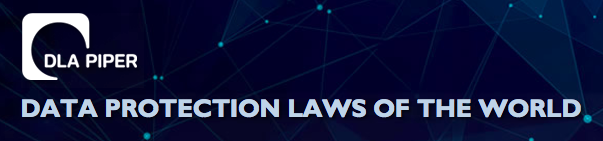 DLA PIPER
DATA PROTECTION LAWS OF THE WORLD